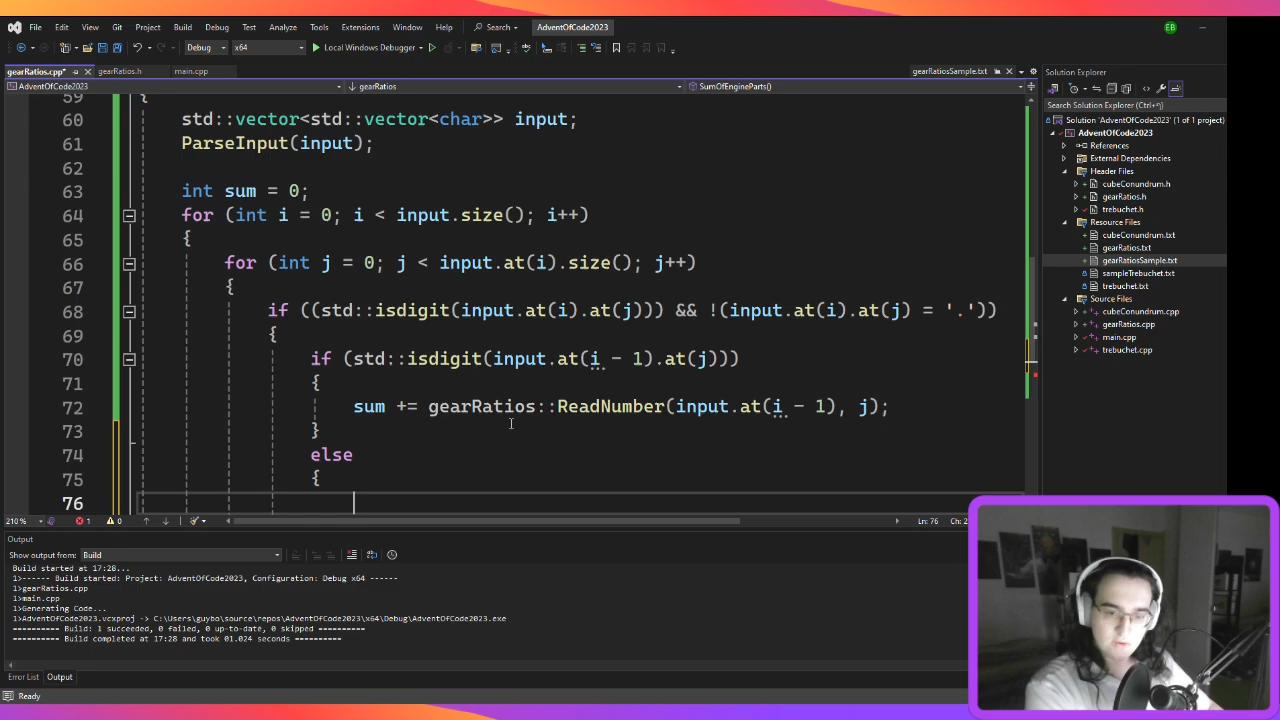 File Edit View Git Project Build Debug Test Analyze Tools Extensions Window Help Search AdventOfCode2023 EB
Debug x64 Local Windows Debugger
gearRatios.cpp* gearRatios.h main.cpp gearRatiosSample.txt Solution Explorer
AdventOfCode2023 gearRatios SumOfEngineParts()
Search Solution Explorer (Ctrl+')
59 {
60 std::vector<std::vector<char>> input;
61 ParseInput(input);
62
63 int sum = 0;
64 for (int i = 0; i < input.size(); i++)
65 {
66 for (int j = 0; j < input.at(i).size(); j++)
67 {
68 if ((std::isdigit(input.at(i).at(j))) && !(input.at(i).at(j) = '.'))
69 {
70 if (std::isdigit(input.at(i - 1).at(j)))
71 {
72 sum += gearRatios::ReadNumber(input.at(i - 1), j);
73 }
74 else
75 {
76
Solution 'AdventOfCode2023' (1 of 1 project)
AdventOfCode2023
References
External Dependencies
Header Files
cubeConundrum.h
gearRatios.h
trebuchet.h
Resource Files
cubeConundrum.txt
gearRatios.txt
gearRatiosSample.txt
sampleTrebuchet.txt
trebuchet.txt
Source Files
cubeConundrum.cpp
gearRatios.cpp
main.cpp
trebuchet.cpp
210 % 1 0 Ln: 76
Output
Show output from: Build
Build started at 17:28...
1>------ Build started: Project: AdventOfCode2023, Configuration: Debug x64 ------
1>gearRatios.cpp
1>main.cpp
1>Generating Code...
1>AdventOfCode2023.vcxproj -> C:\Users\guybo\source\repos\AdventOfCode2023\x64\Debug\AdventOfCode2023.exe
========== Build: 1 succeeded, 0 failed, 0 up-to-date, 0 skipped ==========
========== Build completed at 17:28 and took 01.024 seconds ==========
Error List Output
Ready